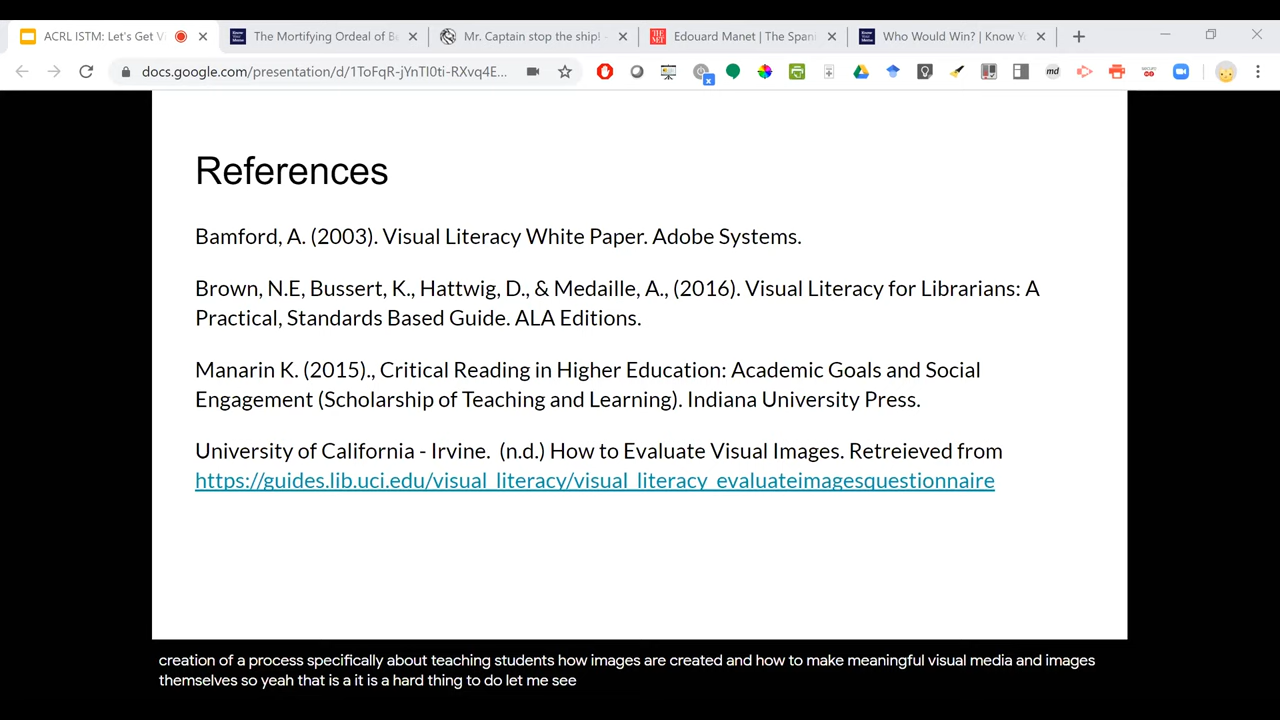 ACRL ISTM: Let's Get Vi
The Mortifying Ordeal of Be
Mr. Captain stop the ship! -
Edouard Manet | The Spani
Who Would Win? | Know Yo
docs.google.com/presentation/d/1ToFqR-jYnTl0ti-RXvq4E...
References
Bamford, A. (2003). Visual Literacy White Paper. Adobe Systems.
Brown, N.E, Bussert, K., Hattwig, D., & Medaille, A., (2016). Visual Literacy for Librarians: A
Practical, Standards Based Guide. ALA Editions.
Manarin K. (2015)., Critical Reading in Higher Education: Academic Goals and Social
Engagement (Scholarship of Teaching and Learning). Indiana University Press.
University of California - Irvine. (n.d.) How to Evaluate Visual Images. Retreieved from
https://guides.lib.uci.edu/visual_literacy/visual_literacy_evaluateimagesquestionnaire
creation of a process specifically about teaching students how images are created and how to make meaningful visual media and images
themselves so yeah that is a it is a hard thing to do let me see